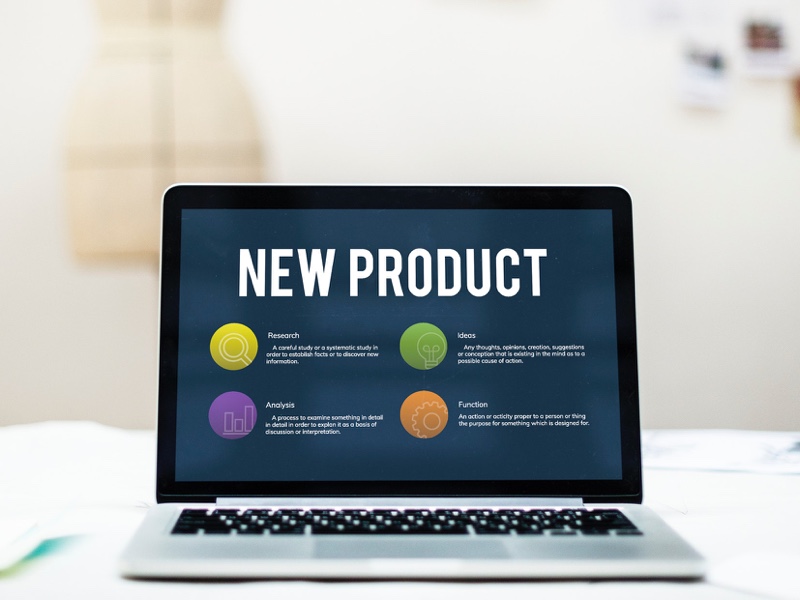 NEW PRODUCT
Research
A careful study or a systematic study in
order to establish facts or to discover new
information.
Ideas
Any thoughts, opinions, creation, suggestions
or conception that is existing in the mind as to a
possible cause of action.
Analysis
A process to examine something in detail
in detail in order to explon it as a basis of
discussion or interpretation.
Function
An action or acticity proper to a person or thing
the purpose for something which is designed for.